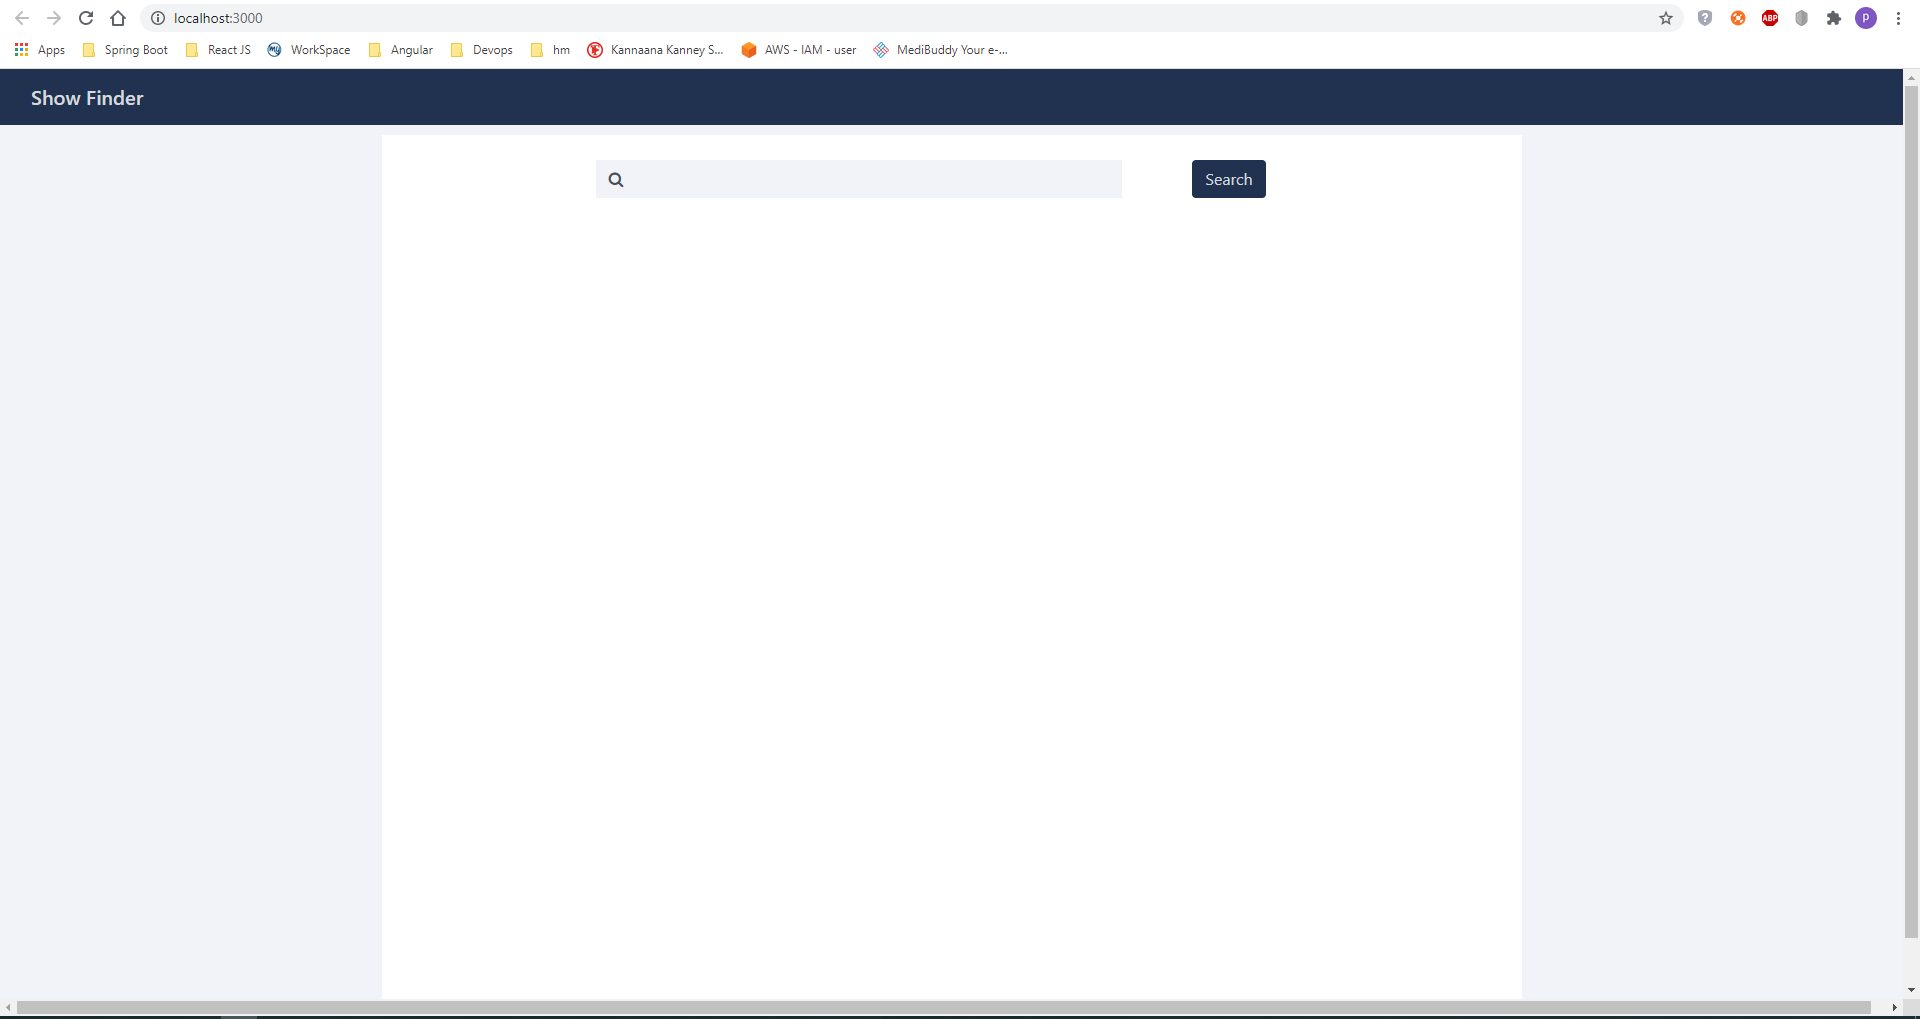 localhost:3000
ABP
P
Apps Spring Boot React JS WorkSpace Angular Devops hm Kannaana Kanney S... AWS - IAM - user MediBuddy Your e-...
Show Finder
Search